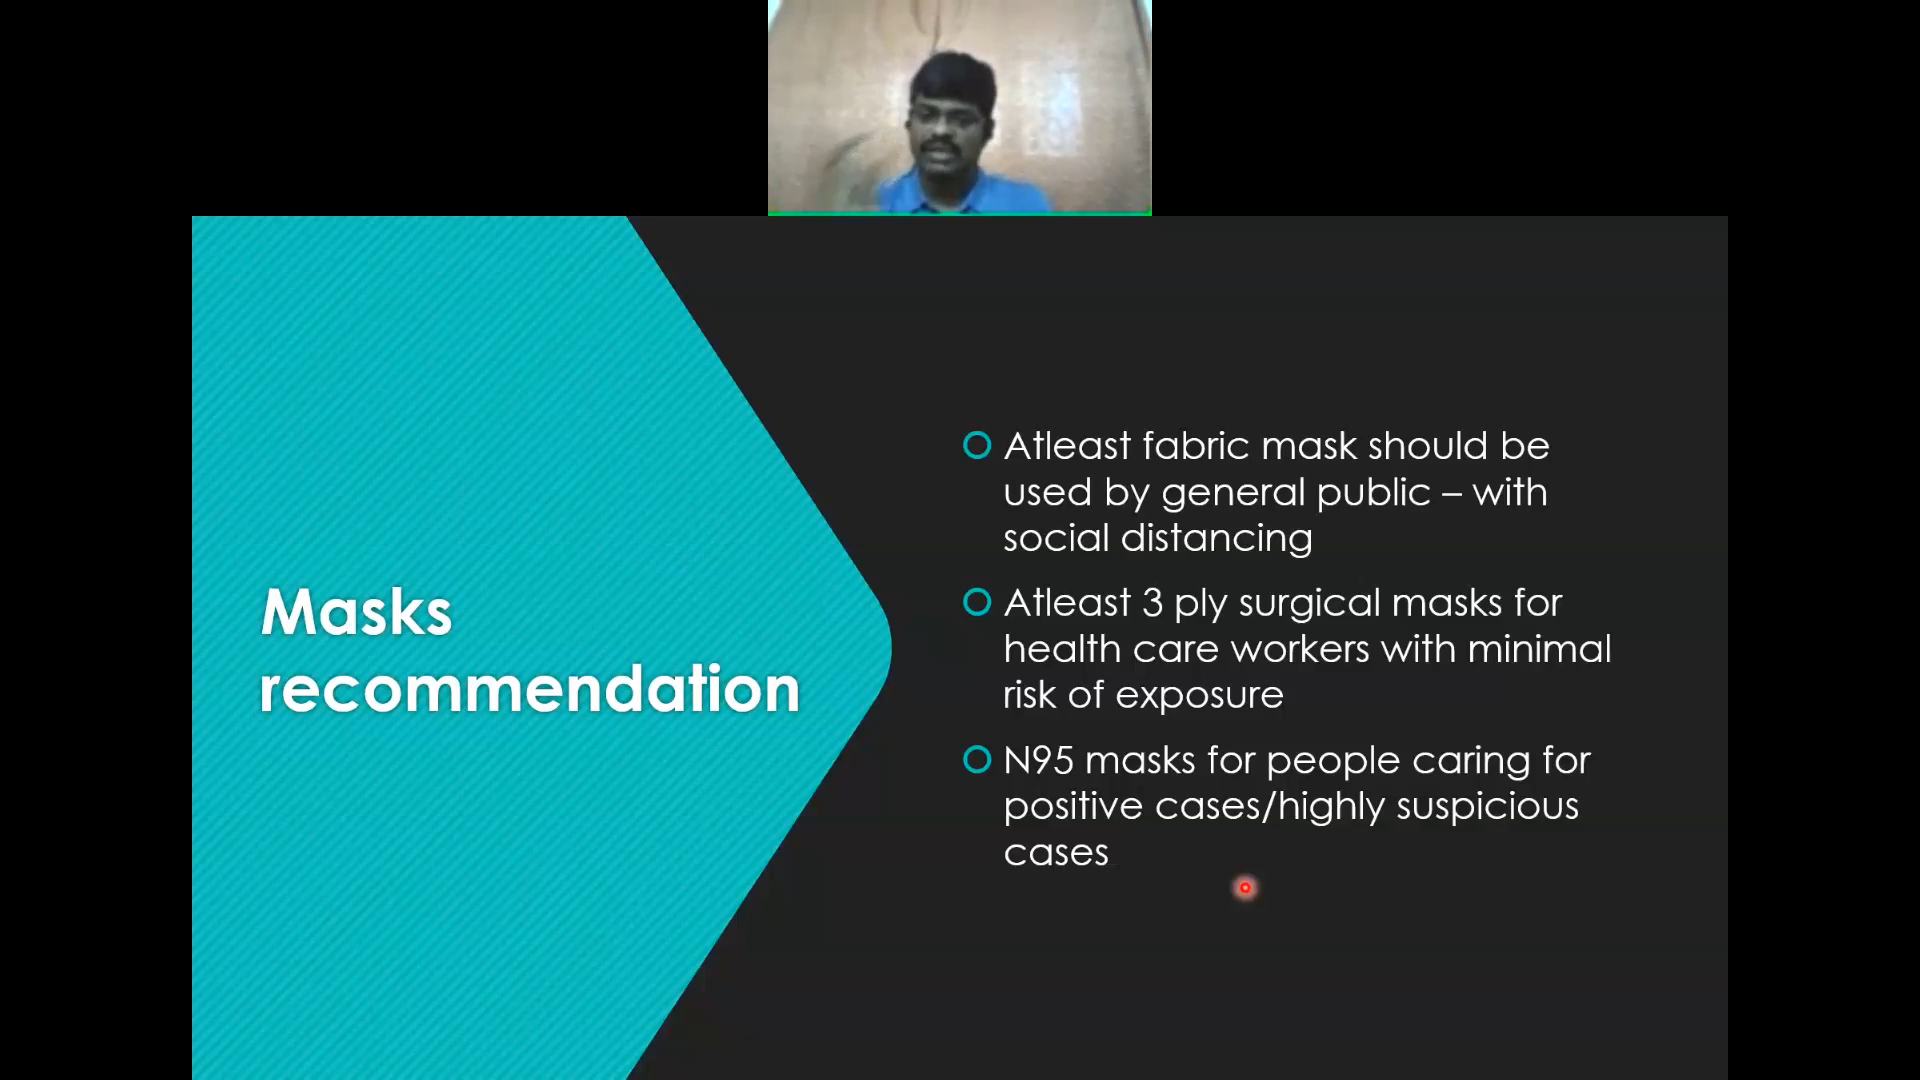 Masks
recommendation
Atleast fabric mask should be
used by general public – with
social distancing
Atleast 3 ply surgical masks for
health care workers with minimal
risk of exposure
N95 masks for people caring for
positive cases/highly suspicious
cases